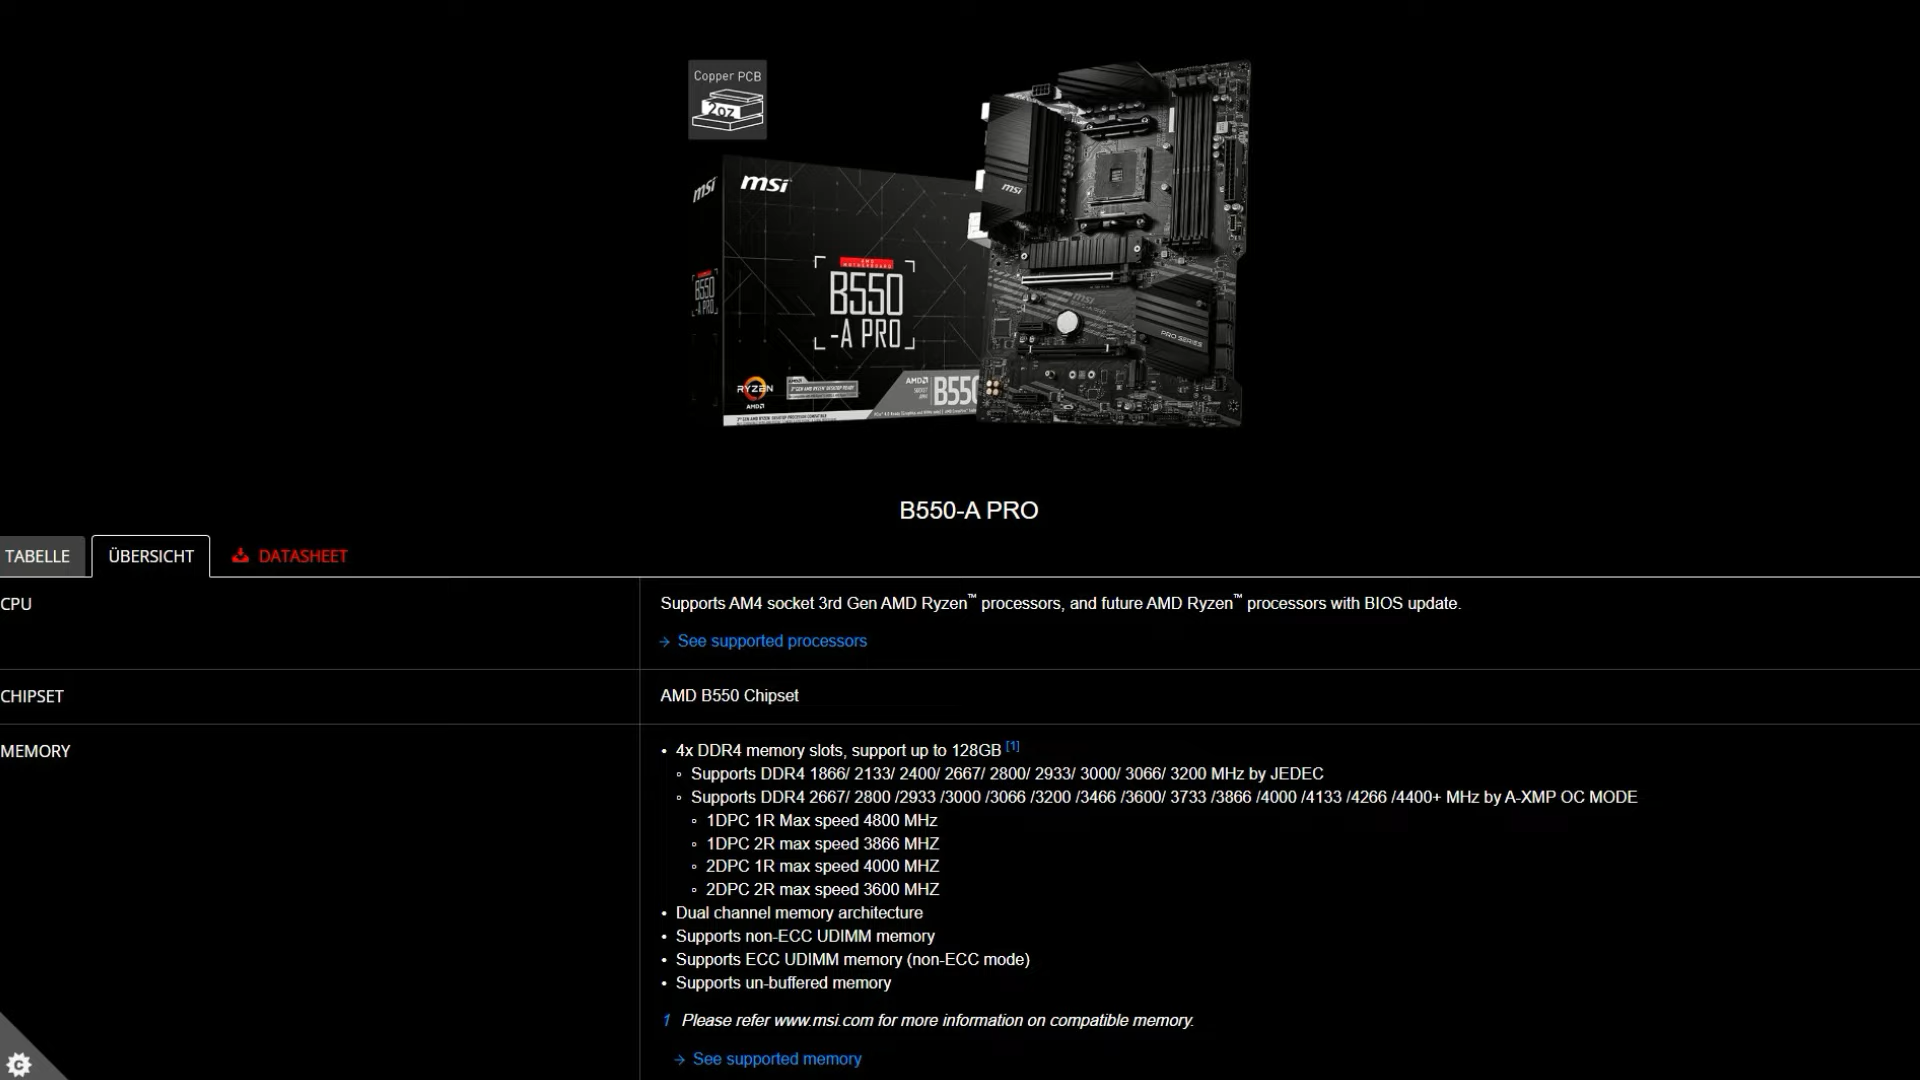 Copper PCB
2oz
msi
msi
AMD
MOTHERBOARD
B550
-A PRO
B550
-A PRO
RYZEN
AMD
AMD
B550
msi
PRO SERIES
B550-A PRO
TABELLE
ÜBERSICHT
DATASHEET
CPU
Supports AM4 socket 3rd Gen AMD Ryzen™ processors, and future AMD Ryzen™ processors with BIOS update.
→ See supported processors
CHIPSET
AMD B550 Chipset
MEMORY
• 4x DDR4 memory slots, support up to 128GB [1]
◦ Supports DDR4 1866/ 2133/ 2400/ 2667/ 2800/ 2933/ 3000/ 3066/ 3200 MHz by JEDEC
◦ Supports DDR4 2667/ 2800 /2933 /3000 /3066 /3200 /3466 /3600/ 3733 /3866 /4000 /4133 /4266 /4400+ MHz by A-XMP OC MODE
◦ 1DPC 1R Max speed 4800 MHz
◦ 1DPC 2R max speed 3866 MHZ
◦ 2DPC 1R max speed 4000 MHZ
◦ 2DPC 2R max speed 3600 MHZ
• Dual channel memory architecture
• Supports non-ECC UDIMM memory
• Supports ECC UDIMM memory (non-ECC mode)
• Supports un-buffered memory
1 Please refer www.msi.com for more information on compatible memory.
→ See supported memory